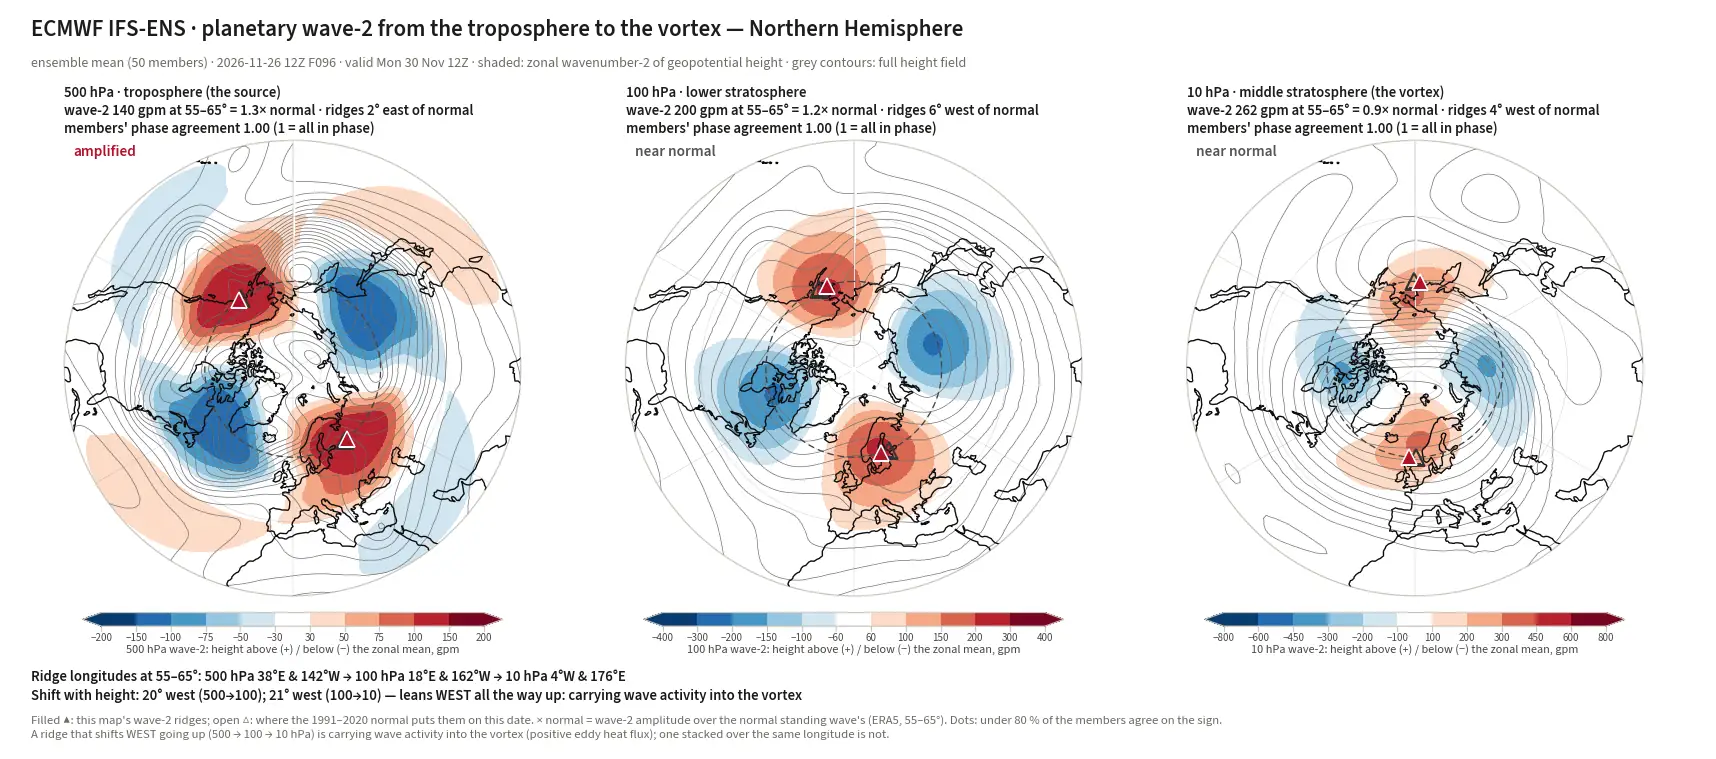 ECMWF IFS-ENS · planetary wave-2 from the troposphere to the vortex — Northern Hemisphere
ensemble mean (50 members) · 2026-11-26 12Z F096 · valid Mon 30 Nov 12Z · shaded: zonal wavenumber-2 of geopotential height · grey contours: full height field
500 hPa · troposphere (the source)
wave-2 140 gpm at 55–65° = 1.3× normal · ridges 2° east of normal
members' phase agreement 1.00 (1 = all in phase)
amplified
100 hPa · lower stratosphere
wave-2 200 gpm at 55–65° = 1.2× normal · ridges 6° west of normal
members' phase agreement 1.00 (1 = all in phase)
near normal
10 hPa · middle stratosphere (the vortex)
wave-2 262 gpm at 55–65° = 0.9× normal · ridges 4° west of normal
members' phase agreement 1.00 (1 = all in phase)
near normal
−200 −150 −100 −75 −50 −30 30 50 75 100 150 200
500 hPa wave-2: height above (+) / below (−) the zonal mean, gpm
−400 −300 −200 −150 −100 −60 60 100 150 200 300 400
100 hPa wave-2: height above (+) / below (−) the zonal mean, gpm
−800 −600 −450 −300 −200 −100 100 200 300 450 600 800
10 hPa wave-2: height above (+) / below (−) the zonal mean, gpm
Ridge longitudes at 55–65°: 500 hPa 38°E & 142°W → 100 hPa 18°E & 162°W → 10 hPa 4°W & 176°E
Shift with height: 20° west (500→100); 21° west (100→10) — leans WEST all the way up: carrying wave activity into the vortex
Filled ▲: this map's wave-2 ridges; open △: where the 1991–2020 normal puts them on this date. × normal = wave-2 amplitude over the normal standing wave's (ERA5, 55–65°). Dots: under 80 % of the members agree on the sign.
A ridge that shifts WEST going up (500 → 100 → 10 hPa) is carrying wave activity into the vortex (positive eddy heat flux); one stacked over the same longitude is not.